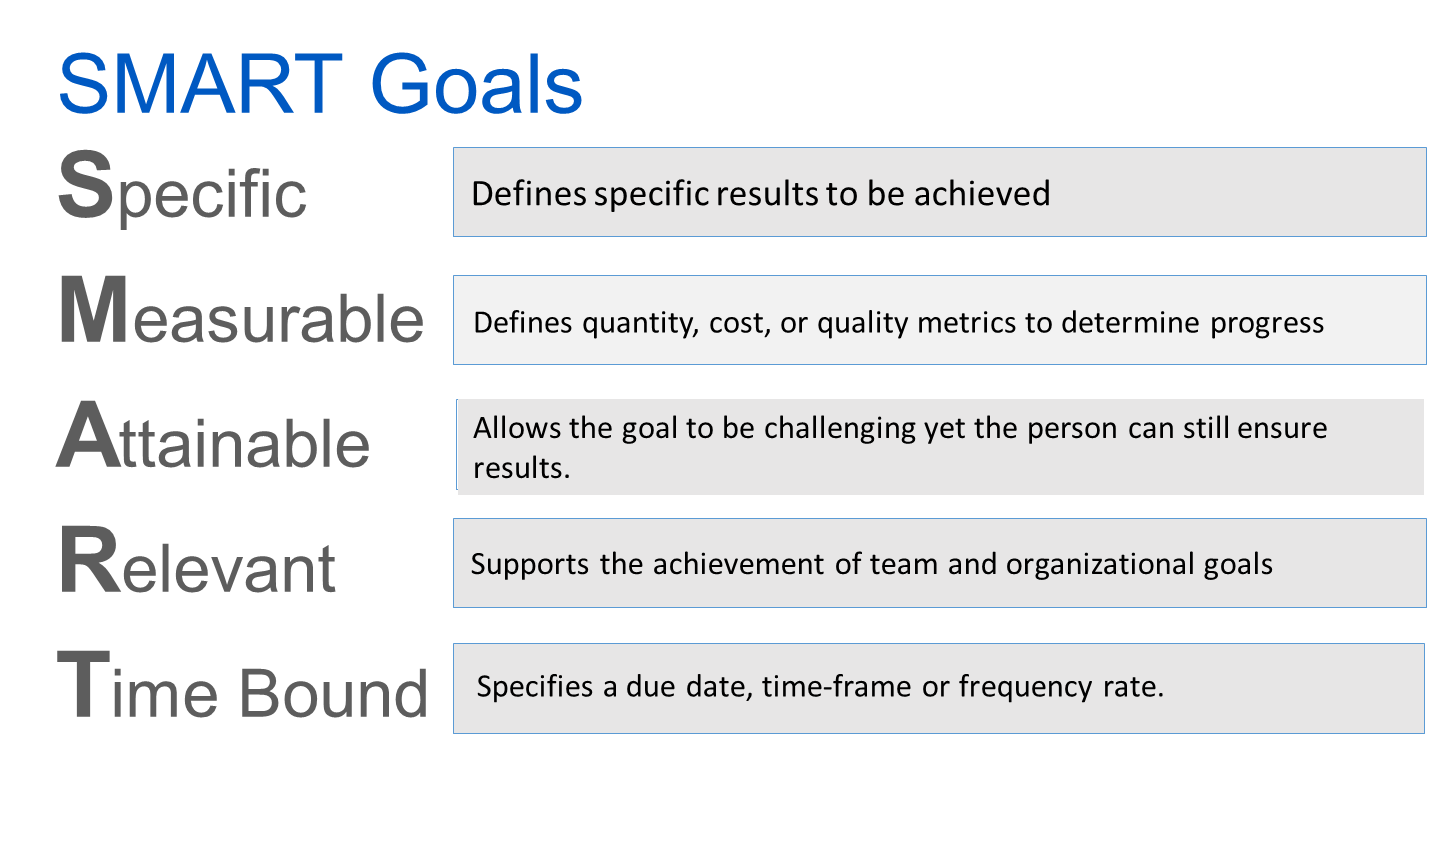 SMART Goals
Specific
Defines specific results to be achieved
Measurable
Defines quantity, cost, or quality metrics to determine progress
Attainable
Allows the goal to be challenging yet the person can still ensure
results.
Relevant
Supports the achievement of team and organizational goals
Time Bound
Specifies a due date, time-frame or frequency rate.